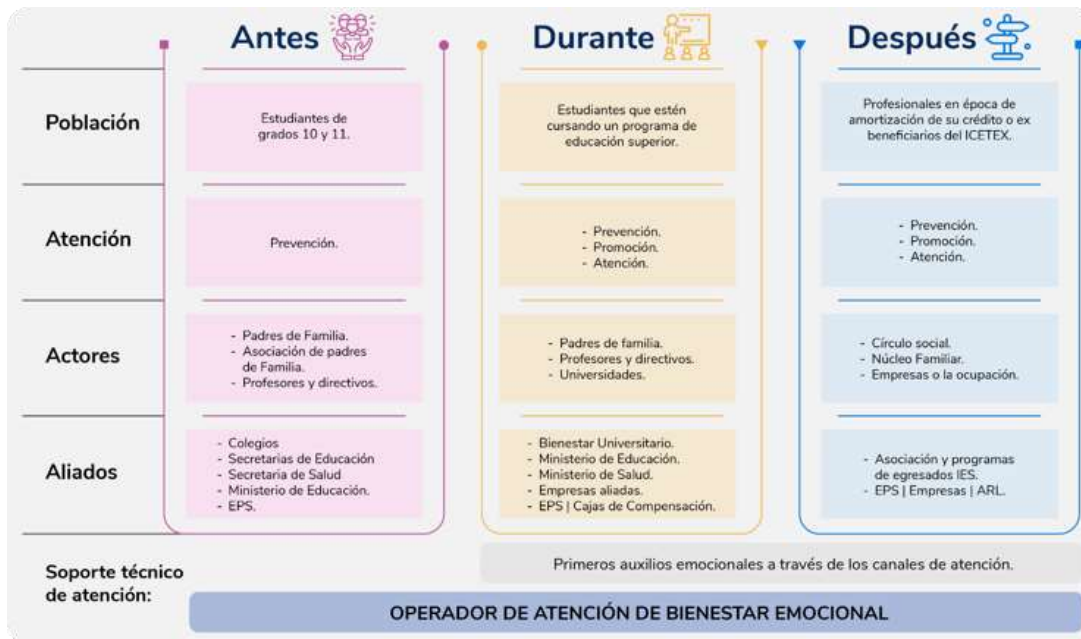 Antes
Durante
Después
Población
Estudiantes de
grados 10 y 11.
Estudiantes que estén
cursando un programa de
educación superior.
Profesionales en época de
amortización de su crédito o ex
beneficiarios del ICETEX.
Atención
Prevención.
- Prevención.
- Promoción.
- Atención.
- Prevención.
- Promoción.
- Atención.
Actores
- Padres de Familia.
- Asociación de padres
de Familia.
- Profesores y directivos.
- Padres de familia.
- Profesores y directivos.
- Universidades.
- Círculo social.
- Núcleo Familiar.
- Empresas o la ocupación.
Aliados
- Colegios
- Secretarias de Educación
- Secretaria de Salud
- Ministerio de Educación.
- EPS.
- Bienestar Universitario.
- Ministerio de Educación.
- Ministerio de Salud.
- Empresas aliadas.
- EPS | Cajas de Compensación.
- Asociación y programas
de egresados IES.
- EPS | Empresas | ARL.
Soporte técnico
de atención:
Primeros auxilios emocionales a través de los canales de atención.
OPERADOR DE ATENCIÓN DE BIENESTAR EMOCIONAL